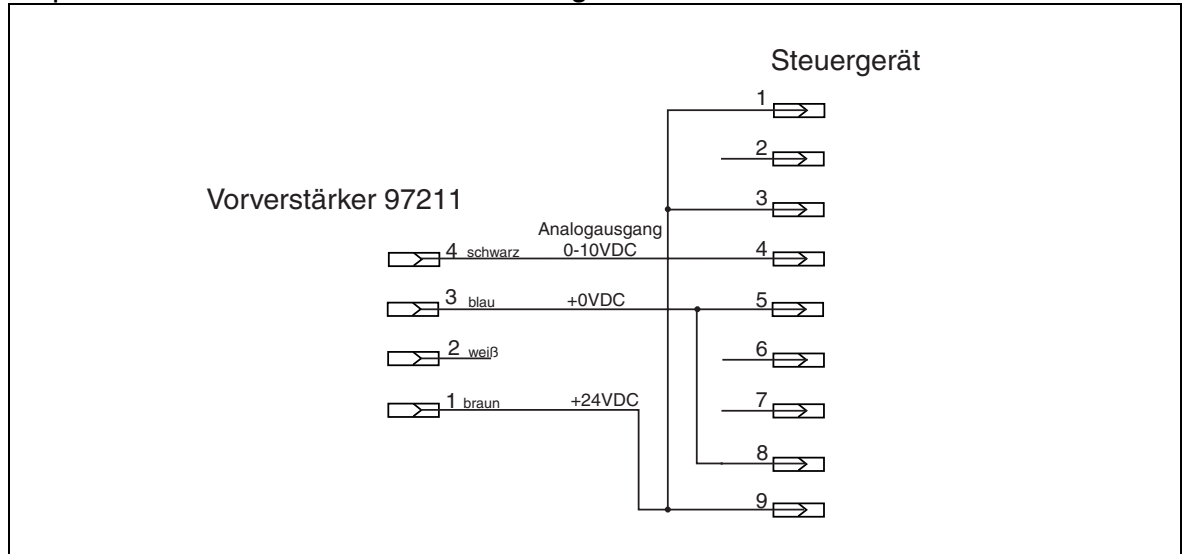 Steuergerät
1
2
Vorverstärker 97211
3
Analogausgang
4 schwarz 0-10VDC 4
3 blau +0VDC 5
2 weiß 6
1 braun +24VDC 7
8
9